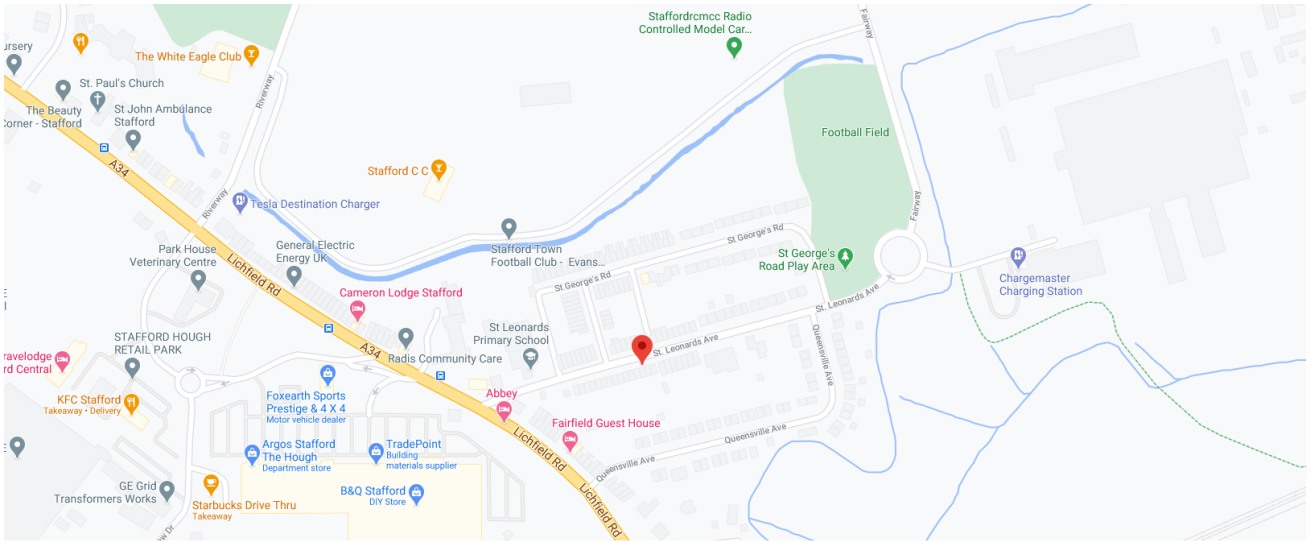 Staffordrcmcc Radio
Controlled Model Car...
Fairway
ursery
The White Eagle Club
St. Paul's Church
Riverway
The Beauty
Corner - Stafford
St John Ambulance
Stafford
Football Field
A34
Stafford C C
Riverway
Tesla Destination Charger
Fairway
St George's Rd
Park House
Veterinary Centre
General Electric
Energy UK
Stafford Town
Football Club - Evans...
Lichfield Rd
St George's
Road Play Area
St George's Rd
Chargemaster
Charging Station
Cameron Lodge Stafford
St. Leonards Ave
STAFFORD HOUGH
RETAIL PARK
St Leonards
Primary School
A34
Radis Community Care
St. Leonards Ave
Queensville Ave
ravelodge
rd Central
KFC Stafford
Takeaway • Delivery
Foxearth Sports
Prestige & 4 X 4
Motor vehicle dealer
Abbey
Fairfield Guest House
Lichfield Rd
Queensville Ave
Argos Stafford
The Hough
Department store
TradePoint
Building
materials supplier
Queensville Ave
GE Grid
Transformers Works
B&Q Stafford
DIY Store
Lichfield Rd
Starbucks Drive Thru
Takeaway